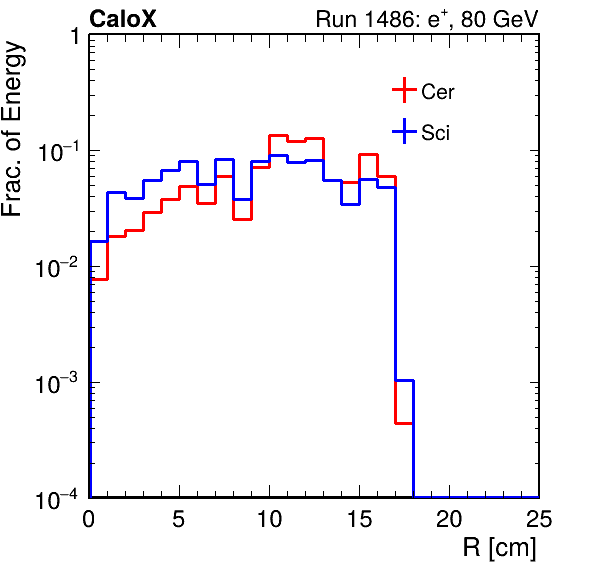 CaloX Run 1486: e⁺, 80 GeV
Frac. of Energy
1
10⁻¹
10⁻²
10⁻³
10⁻⁴
Cer
Sci
0 5 10 15 20 25
R [cm]